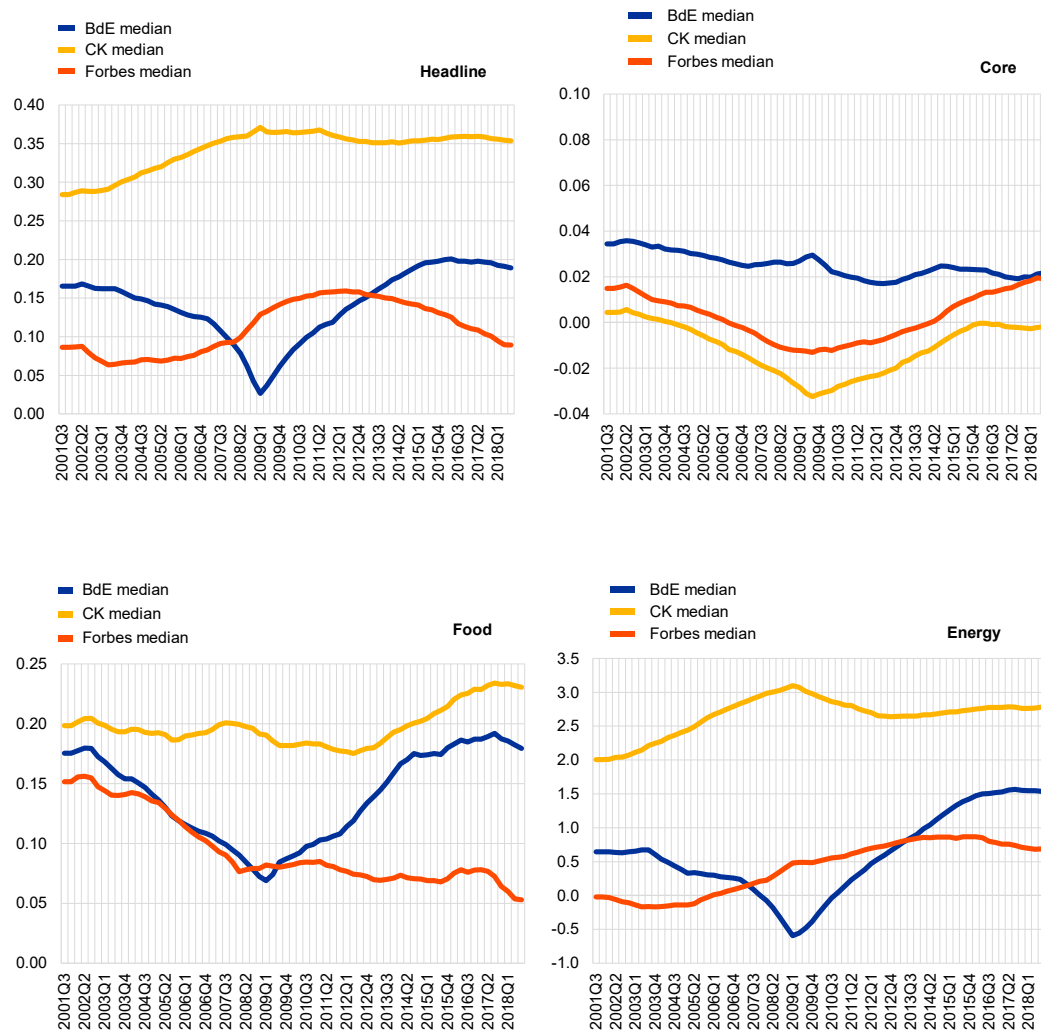 BdE median
CK median
Forbes median
Headline
0.40
0.35
0.30
0.25
0.20
0.15
0.10
0.05
0.00
2001Q3
2002Q2
2003Q1
2003Q4
2004Q3
2005Q2
2006Q1
2006Q4
2007Q3
2008Q2
2009Q1
2009Q4
2010Q3
2011Q2
2012Q1
2012Q4
2013Q3
2014Q2
2015Q1
2015Q4
2016Q3
2017Q2
2018Q1
BdE median
CK median
Forbes median
Core
0.10
0.08
0.06
0.04
0.02
0.00
-0.02
-0.04
2001Q3
2002Q2
2003Q1
2003Q4
2004Q3
2005Q2
2006Q1
2006Q4
2007Q3
2008Q2
2009Q1
2009Q4
2010Q3
2011Q2
2012Q1
2012Q4
2013Q3
2014Q2
2015Q1
2015Q4
2016Q3
2017Q2
2018Q1
BdE median
CK median
Forbes median
Food
0.25
0.20
0.15
0.10
0.05
0.00
2001Q3
2002Q2
2003Q1
2003Q4
2004Q3
2005Q2
2006Q1
2006Q4
2007Q3
2008Q2
2009Q1
2009Q4
2010Q3
2011Q2
2012Q1
2012Q4
2013Q3
2014Q2
2015Q1
2015Q4
2016Q3
2017Q2
2018Q1
BdE median
CK median
Forbes median
Energy
3.5
3.0
2.5
2.0
1.5
1.0
0.5
0.0
-0.5
-1.0
2001Q3
2002Q2
2003Q1
2003Q4
2004Q3
2005Q2
2006Q1
2006Q4
2007Q3
2008Q2
2009Q1
2009Q4
2010Q3
2011Q2
2012Q1
2012Q4
2013Q3
2014Q2
2015Q1
2015Q4
2016Q3
2017Q2
2018Q1